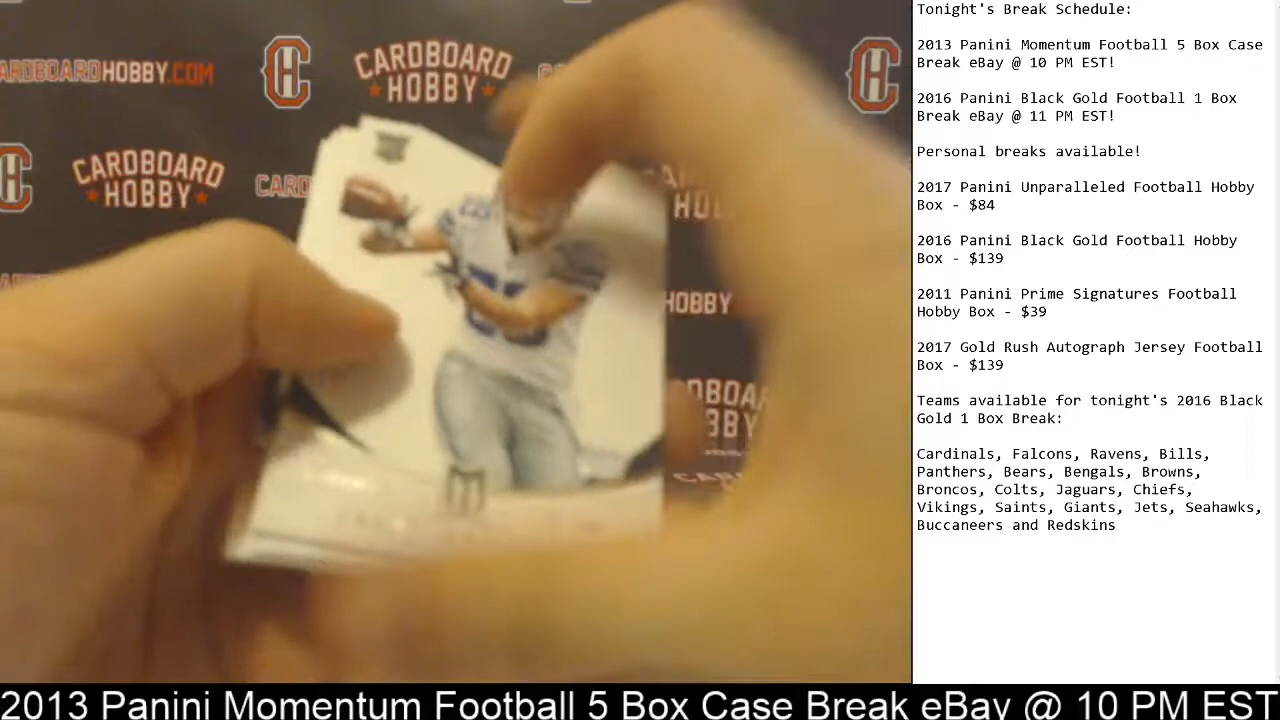 CARDBOARDHOBBY.COM
CARDBOARD
HOBBY
CARDBOARD
HOBBY
HOBBY
Tonight's Break Schedule:
2013 Panini Momentum Football 5 Box Case
Break eBay @ 10 PM EST!
2016 Panini Black Gold Football 1 Box
Break eBay @ 11 PM EST!
Personal breaks available!
2017 Panini Unparalleled Football Hobby
Box - $84
2016 Panini Black Gold Football Hobby
Box - $139
2011 Panini Prime Signatures Football
Hobby Box - $39
2017 Gold Rush Autograph Jersey Football
Box - $139
Teams available for tonight's 2016 Black
Gold 1 Box Break:
Cardinals, Falcons, Ravens, Bills,
Panthers, Bears, Bengals, Browns,
Broncos, Colts, Jaguars, Chiefs,
Vikings, Saints, Giants, Jets, Seahawks,
Buccaneers and Redskins
2013 Panini Momentum Football 5 Box Case Break eBay @ 10 PM EST